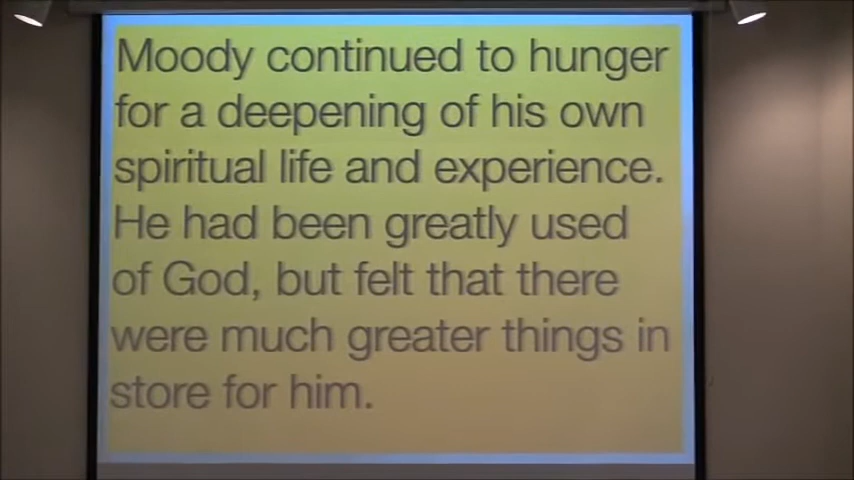 Moody continued to hunger
for a deepening of his own
spiritual life and experience.
He had been greatly used
of God, but felt that there
were much greater things in
store for him.